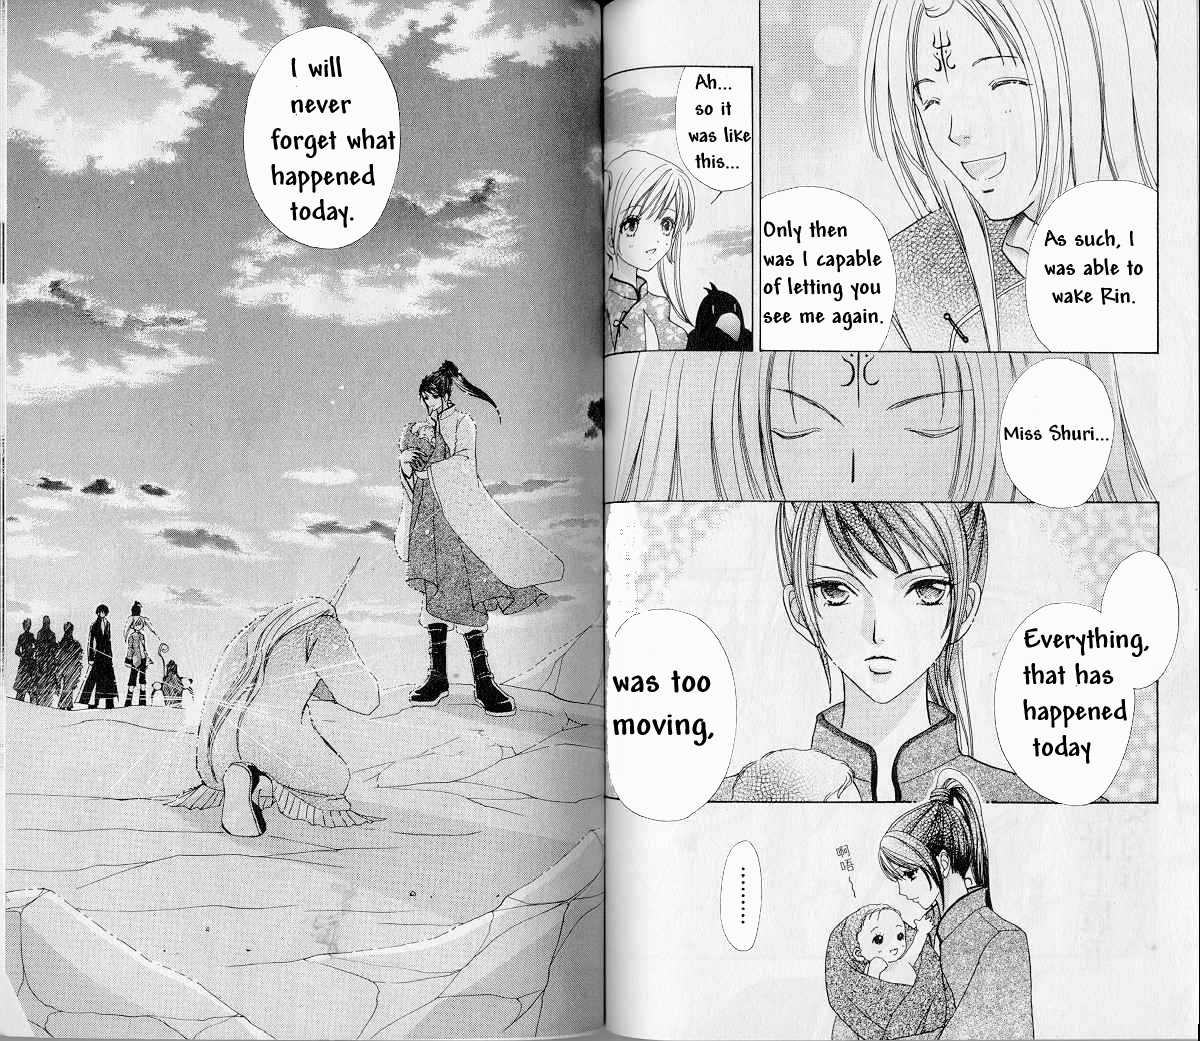 As such, I
was able to
wake Rin.
Only then
was I capable
of letting you
see me again.
Ah...
so it
was like
this...
Miss Shuri...
Everything,
that has
happened
today
was too
moving,
啊
唔
～
.........
I will
never
forget what
happened
today.